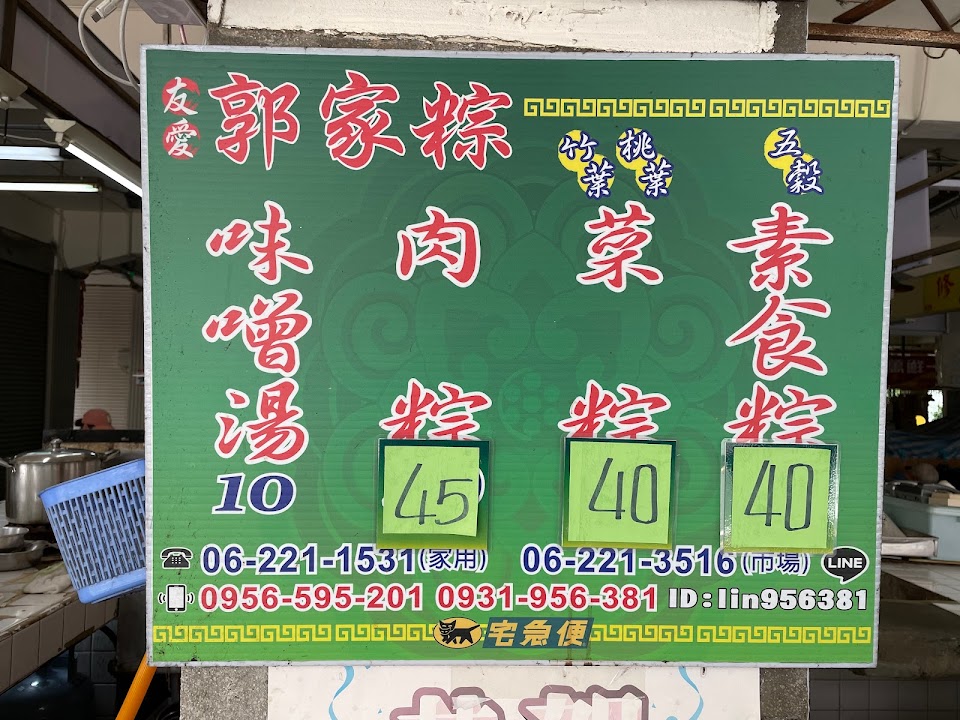 友愛
郭家粽
五穀
素食粽
40
桃葉
竹葉
菜粽
40
肉粽
45
味噌湯
10
06-221-1531(家用)
06-221-3516(市場)
LINE
0956-595-201 0931-956-381 ID:lin956381
宅急便
修